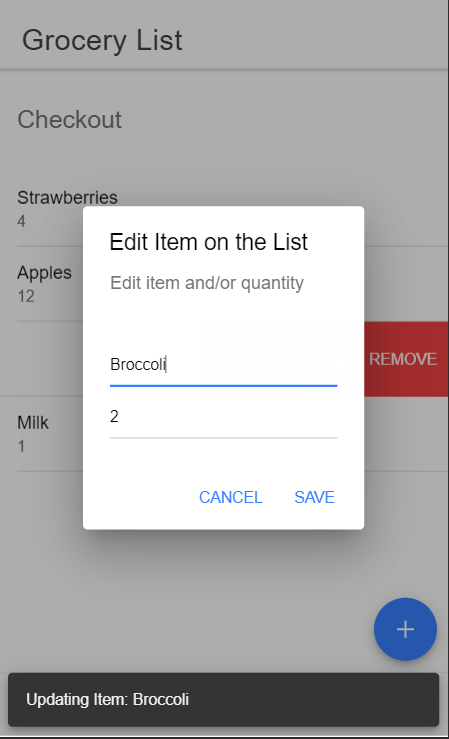 Grocery List
Checkout
Strawberries
4
Apples
12
Edit Item on the List
Edit item and/or quantity
Broccoli
2
REMOVE
Milk
1
CANCEL SAVE
+
Updating Item: Broccoli